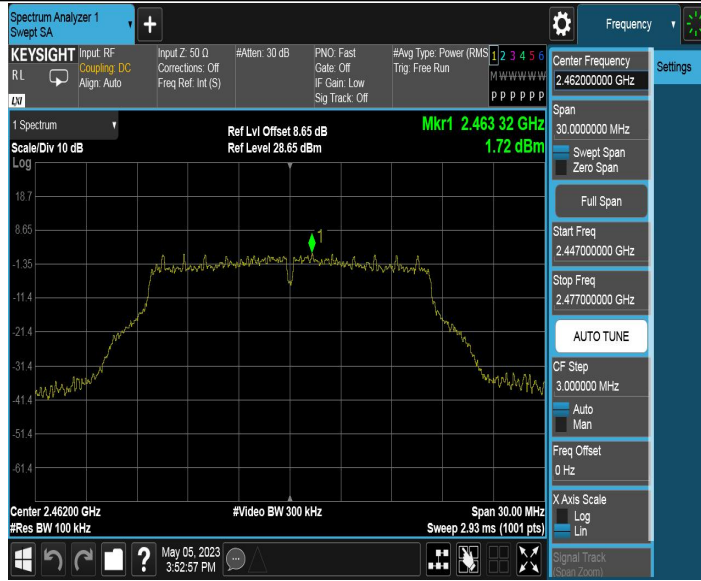 Spectrum Analyzer 1
Swept SA
Frequency
KEYSIGHT
RL
LXI
Input: RF
Coupling: DC
Align: Auto
Input Z: 50 Ω
Corrections: Off
Freq Ref: Int (S)
#Atten: 30 dB
PNO: Fast
Gate: Off
IF Gain: Low
Sig Track: Off
#Avg Type: Power (RMS
Trig: Free Run
1 2 3 4 5 6
M W W W W W
P P P P P P
Center Frequency
2.462000000 GHz
Settings
Span
30.0000000 MHz
Swept Span
Zero Span
Full Span
Start Freq
2.447000000 GHz
Stop Freq
2.477000000 GHz
AUTO TUNE
CF Step
3.000000 MHz
Auto
Man
Freq Offset
0 Hz
X Axis Scale
Log
Lin
Signal Track
(Span Zoom)
1 Spectrum
Scale/Div 10 dB
Log
Ref Lvl Offset 8.65 dB
Ref Level 28.65 dBm
Mkr1 2.463 32 GHz
1.72 dBm
18.7
8.65
1
-1.35
-11.4
-21.4
-31.4
-41.4
-51.4
-61.4
Center 2.46200 GHz
#Video BW 300 kHz
Span 30.00 MHz
#Res BW 100 kHz
Sweep 2.93 ms (1001 pts)
?
May 05, 2023
3:52:57 PM